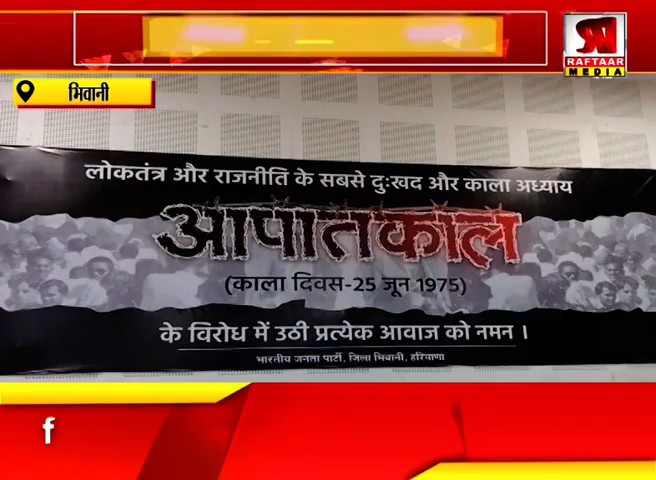 SN
RAFTAAR
MEDIA
भिवानी
लोकतंत्र और राजनीति के सबसे दुःखद और काला अध्याय
आपातकाल
(काला दिवस-25 जून 1975)
के विरोध में उठी प्रत्येक आवाज को नमन ।
भारतीय जनता पार्टी, जिला भिवानी, हरियाणा
f